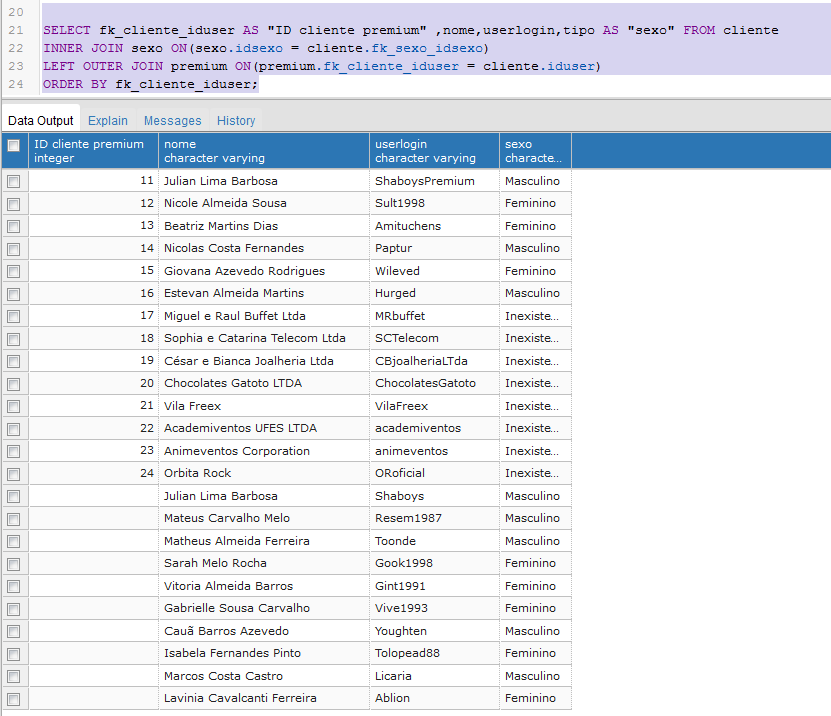 20
21 SELECT fk_cliente_iduser AS "ID cliente premium" ,nome,userlogin,tipo AS "sexo" FROM cliente
22 INNER JOIN sexo ON(sexo.idsexo = cliente.fk_sexo_idsexo)
23 LEFT OUTER JOIN premium ON(premium.fk_cliente_iduser = cliente.iduser)
24 ORDER BY fk_cliente_iduser;
Data Output Explain Messages History
ID cliente premium nome userlogin sexo
integer character varying character varying characte...
11 Julian Lima Barbosa ShaboysPremium Masculino
12 Nicole Almeida Sousa Sult1998 Feminino
13 Beatriz Martins Dias Amituchens Feminino
14 Nicolas Costa Fernandes Paptur Masculino
15 Giovana Azevedo Rodrigues Wileved Feminino
16 Estevan Almeida Martins Hurged Masculino
17 Miguel e Raul Buffet Ltda MRbuffet Inexiste...
18 Sophia e Catarina Telecom Ltda SCTelecom Inexiste...
19 César e Bianca Joalheria Ltda CBjoalheriaLTda Inexiste...
20 Chocolates Gatoto LTDA ChocolatesGatoto Inexiste...
21 Vila Freex VilaFreex Inexiste...
22 Academiventos UFES LTDA academiventos Inexiste...
23 Animeventos Corporation animeventos Inexiste...
24 Orbita Rock ORoficial Inexiste...
Julian Lima Barbosa Shaboys Masculino
Mateus Carvalho Melo Resem1987 Masculino
Matheus Almeida Ferreira Toonde Masculino
Sarah Melo Rocha Gook1998 Feminino
Vitoria Almeida Barros Gint1991 Feminino
Gabrielle Sousa Carvalho Vive1993 Feminino
Cauã Barros Azevedo Youghten Masculino
Isabela Fernandes Pinto Tolopead88 Feminino
Marcos Costa Castro Licaria Masculino
Lavinia Cavalcanti Ferreira Ablion Feminino